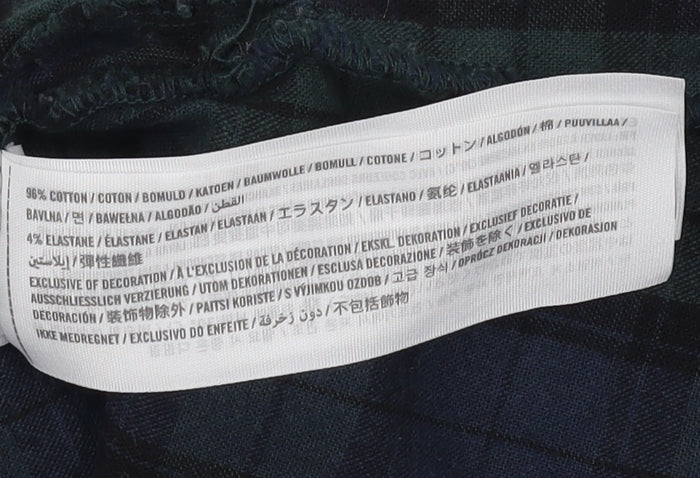 96% COTTON / COTON / BOMULD / KATOEN / BAUMWOLLE / BOMULL / COTONE / コットン / ALGODÓN / 棉 / PUUVILLAA /
BAVLNA / 면 / BAWEŁNA / ALGODÃO / القطن /
4% ELASTANE / ÉLASTANE / ELASTAN / ELASTAAN / エラスタン / ELASTANO / 氨纶 / ELASTAANIA / 엘라스탄 /
إيلاستين / 彈性纖維
EXCLUSIVE OF DECORATION / À L'EXCLUSION DE LA DÉCORATION / EKSKL. DEKORATION / EXCLUSIEF DECORATIE /
AUSSCHLIESSLICH VERZIERUNG / UTOM DEKORATIONEN / ESCLUSA DECORAZIONE / 装飾を除く / EXCLUSIVO DE
DECORACIÓN / 装饰物除外 / PAITSI KORISTE / S VÝJIMKOU OZDOB / 고급 장식 / OPRÓCZ DEKORACJI / DEKORASJON
IKKE MEDREGNET / EXCLUSIVO DO ENFEITE / دون زخرفة / 不包括飾物